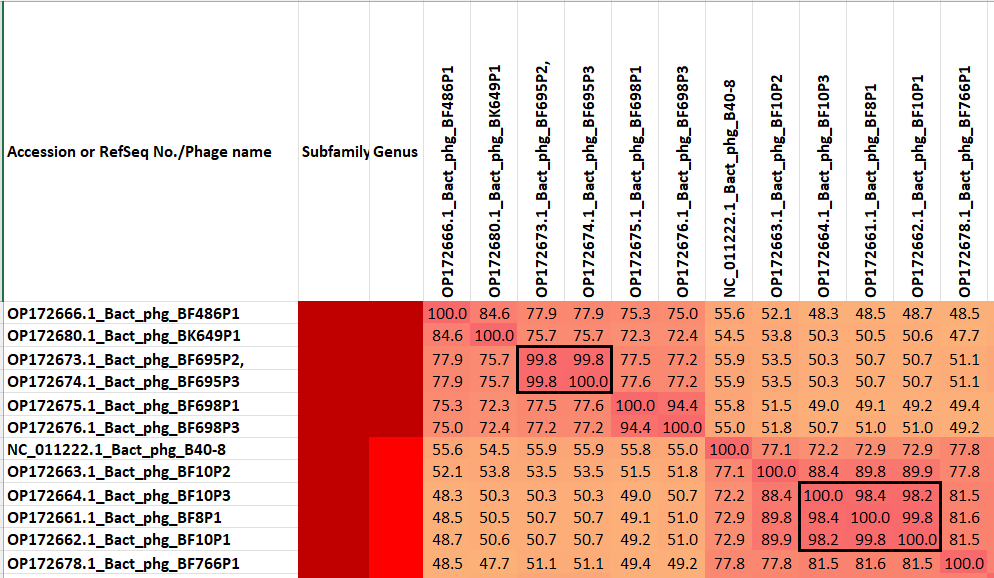 Accession or RefSeq No./Phage name Subfamily Genus OP172666.1_Bact_phg_BF486P1 OP172680.1_Bact_phg_BK649P1 OP172673.1_Bact_phg_BF695P2, OP172674.1_Bact_phg_BF695P3 OP172675.1_Bact_phg_BF698P1 OP172676.1_Bact_phg_BF698P3 NC_011222.1_Bact_phg_B40-8 OP172663.1_Bact_phg_BF10P2 OP172664.1_Bact_phg_BF10P3 OP172661.1_Bact_phg_BF8P1 OP172662.1_Bact_phg_BF10P1 OP172678.1_Bact_phg_BF766P1
OP172666.1_Bact_phg_BF486P1 100.0 84.6 77.9 77.9 75.3 75.0 55.6 52.1 48.3 48.5 48.7 48.5
OP172680.1_Bact_phg_BK649P1 84.6 100.0 75.7 75.7 72.3 72.4 54.5 53.8 50.3 50.5 50.6 47.7
OP172673.1_Bact_phg_BF695P2, 77.9 75.7 99.8 99.8 77.5 77.2 55.9 53.5 50.3 50.7 50.7 51.1
OP172674.1_Bact_phg_BF695P3 77.9 75.7 99.8 100.0 77.6 77.2 55.9 53.5 50.3 50.7 50.7 51.1
OP172675.1_Bact_phg_BF698P1 75.3 72.3 77.5 77.6 100.0 94.4 55.8 51.5 49.0 49.1 49.2 49.4
OP172676.1_Bact_phg_BF698P3 75.0 72.4 77.2 77.2 94.4 100.0 55.0 51.8 50.7 51.0 51.0 49.2
NC_011222.1_Bact_phg_B40-8 55.6 54.5 55.9 55.9 55.8 55.0 100.0 77.1 72.2 72.9 72.9 77.8
OP172663.1_Bact_phg_BF10P2 52.1 53.8 53.5 53.5 51.5 51.8 77.1 100.0 88.4 89.8 89.9 77.8
OP172664.1_Bact_phg_BF10P3 48.3 50.3 50.3 50.3 49.0 50.7 72.2 88.4 100.0 98.4 98.2 81.5
OP172661.1_Bact_phg_BF8P1 48.5 50.5 50.7 50.7 49.1 51.0 72.9 89.8 98.4 100.0 99.8 81.6
OP172662.1_Bact_phg_BF10P1 48.7 50.6 50.7 50.7 49.2 51.0 72.9 89.9 98.2 99.8 100.0 81.5
OP172678.1_Bact_phg_BF766P1 48.5 47.7 51.1 51.1 49.4 49.2 77.8 77.8 81.5 81.6 81.5 100.0